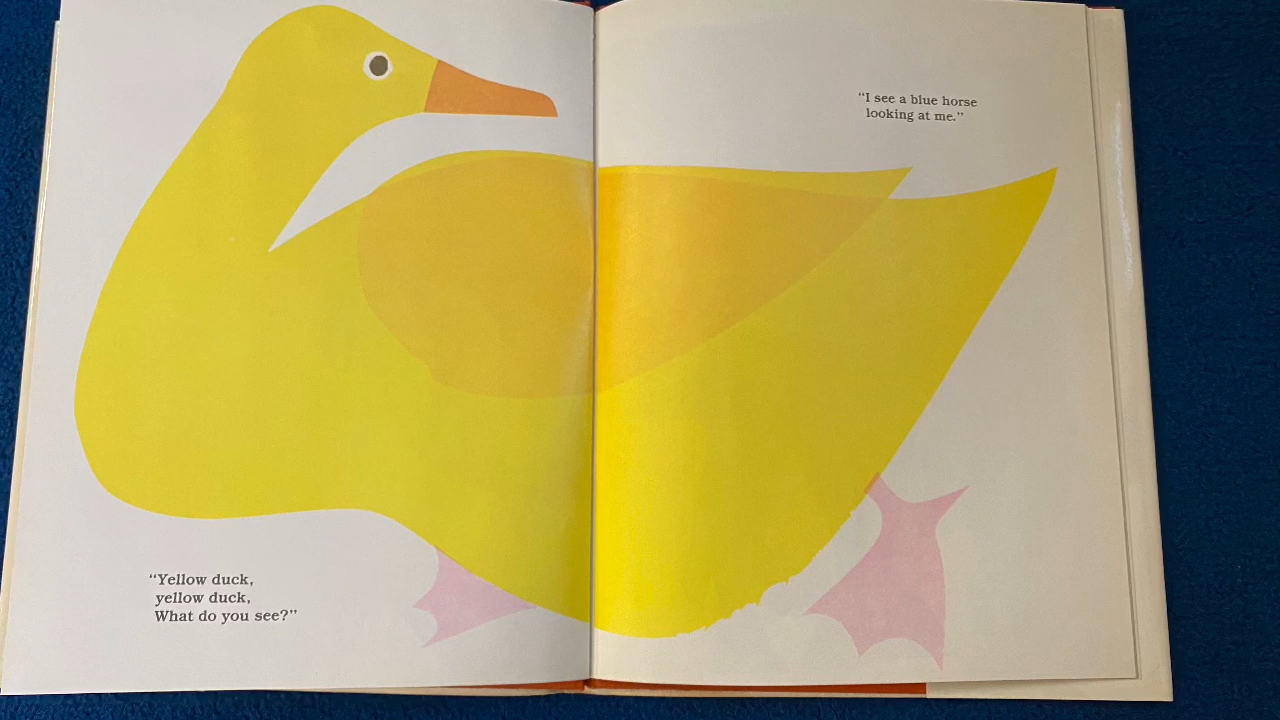 “Yellow duck,
yellow duck,
What do you see?”
“I see a blue horse
looking at me.”